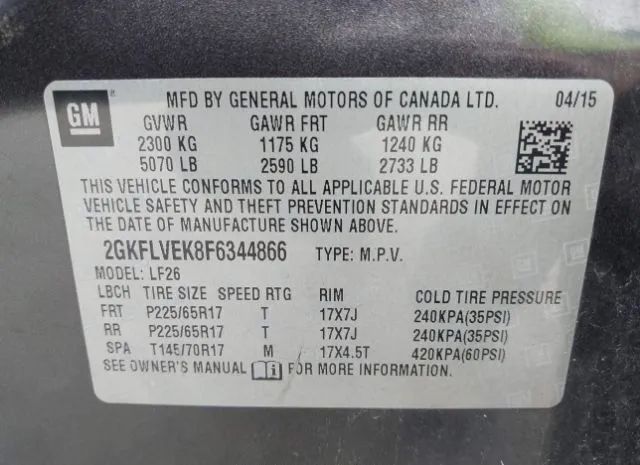 GM
MFD BY GENERAL MOTORS OF CANADA LTD. 04/15
GVWR GAWR FRT GAWR RR
2300 KG 1175 KG 1240 KG
5070 LB 2590 LB 2733 LB
THIS VEHICLE CONFORMS TO ALL APPLICABLE U.S. FEDERAL MOTOR
VEHICLE SAFETY AND THEFT PREVENTION STANDARDS IN EFFECT ON
THE DATE OF MANUFACTURE SHOWN ABOVE.
2GKFLVEK8F6344866 TYPE: M.P.V.
MODEL: LF26
LBCH TIRE SIZE SPEED RTG RIM COLD TIRE PRESSURE
FRT P225/65R17 T 17X7J 240KPA(35PSI)
RR P225/65R17 T 17X7J 240KPA(35PSI)
SPA T145/70R17 M 17X4.5T 420KPA(60PSI)
SEE OWNER'S MANUAL FOR MORE INFORMATION.